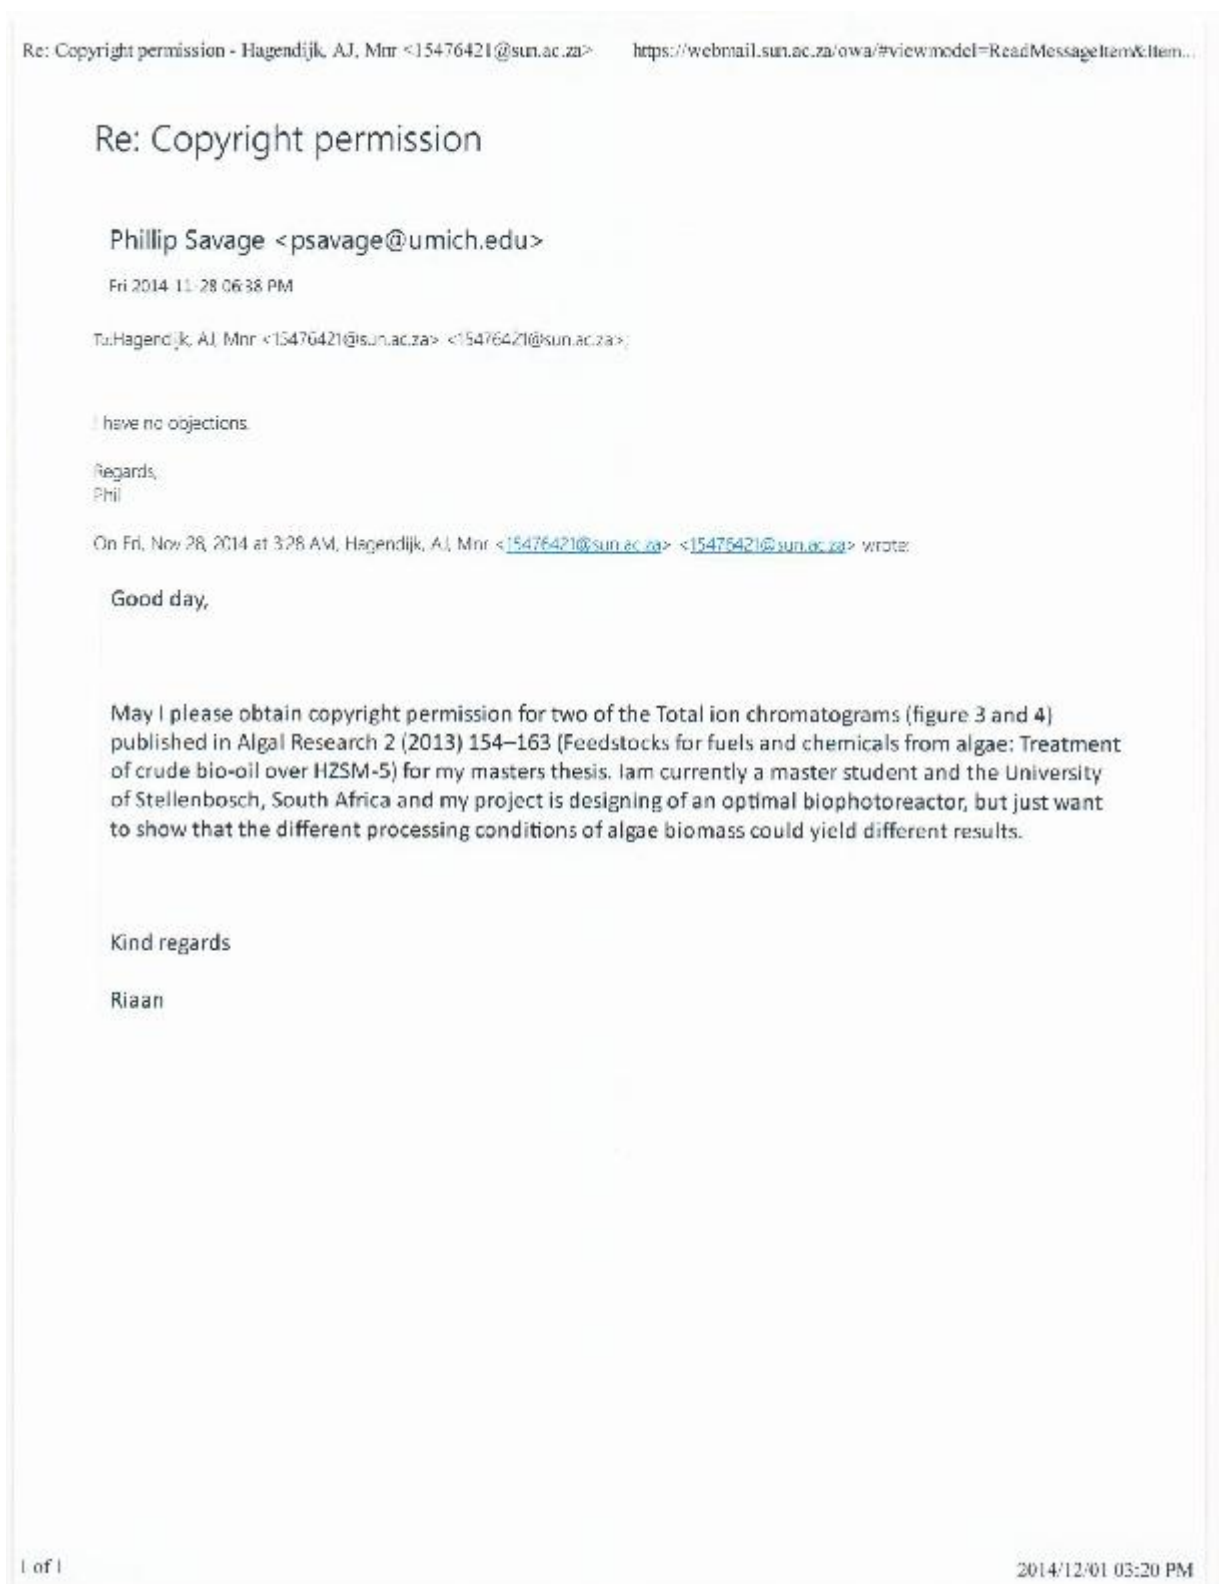 Re: Copyright permission - Hagendijk, AJ, Mnr <15476421@sun.ac.za> https://webmail.sun.ac.za/owa/#viewmodel=ReadMessageItem&Item...
Re: Copyright permission
Phillip Savage <psavage@umich.edu>
Fri 2014-11-28 06:38 PM
To:Hagendijk, AJ, Mnr <15476421@sun.ac.za> <15476421@sun.ac.za>;
I have no objections.
Regards,
Phil
On Fri, Nov 28, 2014 at 3:28 AM, Hagendijk, AJ, Mnr <15476421@sun.ac.za> <15476421@sun.ac.za> wrote:
Good day,
May I please obtain copyright permission for two of the Total ion chromatograms (figure 3 and 4)
published in Algal Research 2 (2013) 154–163 (Feedstocks for fuels and chemicals from algae: Treatment
of crude bio-oil over HZSM-5) for my masters thesis. Iam currently a master student and the University
of Stellenbosch, South Africa and my project is designing of an optimal biophotoreactor, but just want
to show that the different processing conditions of algae biomass could yield different results.
Kind regards
Riaan
1 of 1 2014/12/01 03:20 PM